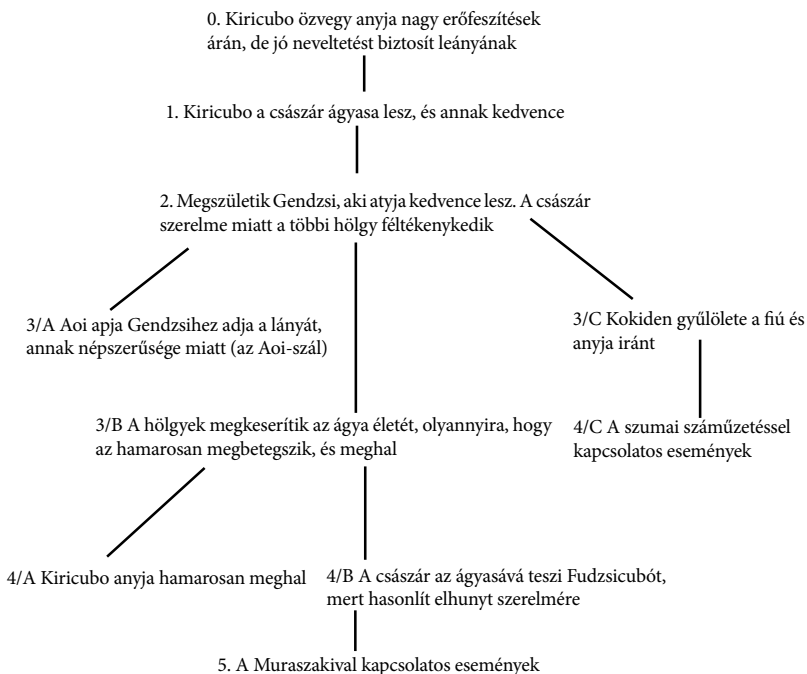 0. Kiricubo özvegy anyja nagy erőfeszítések
árán, de jó neveltetést biztosít leányának
1. Kiricubo a császár ágyasa lesz, és annak kedvence
2. Megszületik Gendzsi, aki atyja kedvence lesz. A császár
szerelme miatt a többi hölgy féltékenykedik
3/A Aoi apja Gendzsihez adja a lányát,
annak népszerűsége miatt (az Aoi-szál)
3/C Kokiden gyűlölete a fiú és
anyja iránt
3/B A hölgyek megkeserítik az ágya életét, olyannyira, hogy
az hamarosan megbetegszik, és meghal
4/C A szumai száműzetéssel
kapcsolatos események
4/A Kiricubo anyja hamarosan meghal
4/B A császár az ágyasává teszi Fudzsicubót,
mert hasonlít elhunyt szerelmére
5. A Muraszakival kapcsolatos események